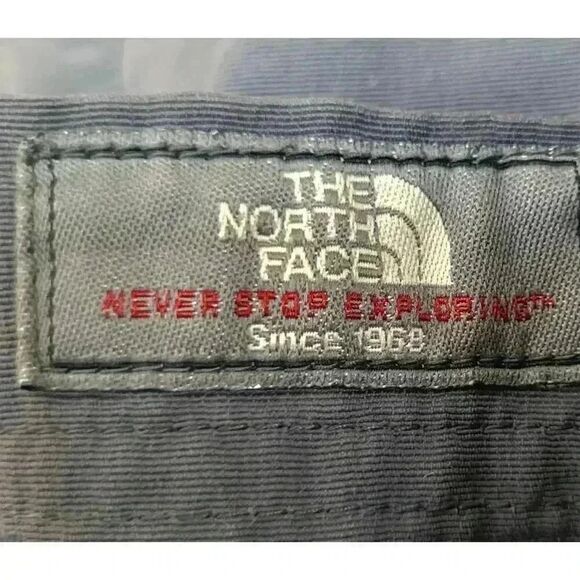 THE
NORTH
FACE
NEVER STOP EXPLORING™
Since 1968